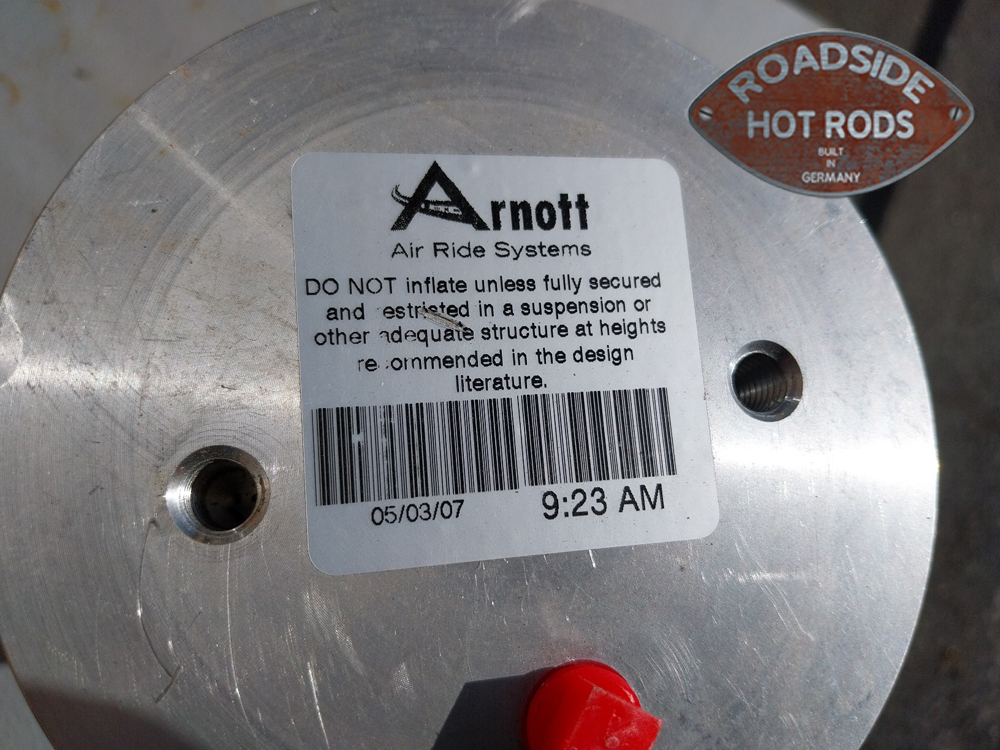 ROADSIDE
HOT RODS
BUILT
IN
GERMANY
Arnott
Air Ride Systems
DO NOT inflate unless fully secured
and restricted in a suspension or
other adequate structure at heights
recommended in the design
literature.
05/03/07 9:23 AM